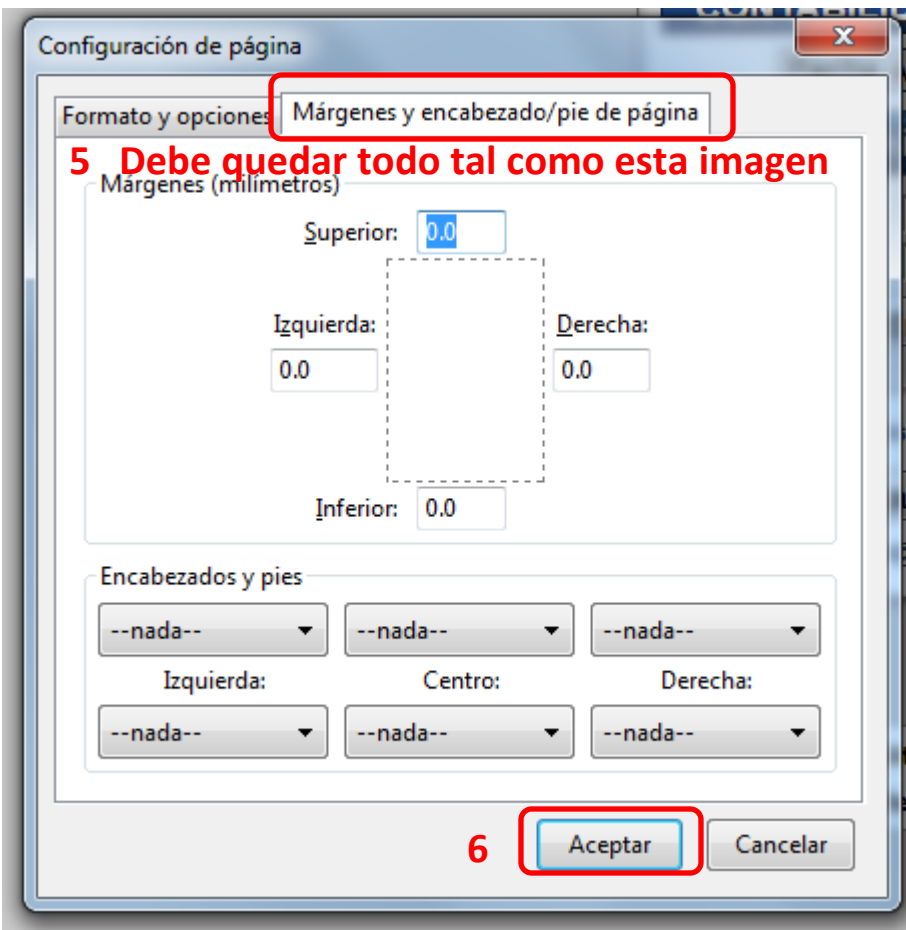 CONTABILID
Configuración de página
Formato y opciones Márgenes y encabezado/pie de página
5 Debe quedar todo tal como esta imagen
Márgenes (milímetros)
Superior: 0.0
Izquierda: Derecha:
0.0 0.0
Inferior: 0.0
Encabezados y pies
--nada-- --nada-- --nada--
Izquierda: Centro: Derecha:
--nada-- --nada-- --nada--
6 Aceptar Cancelar